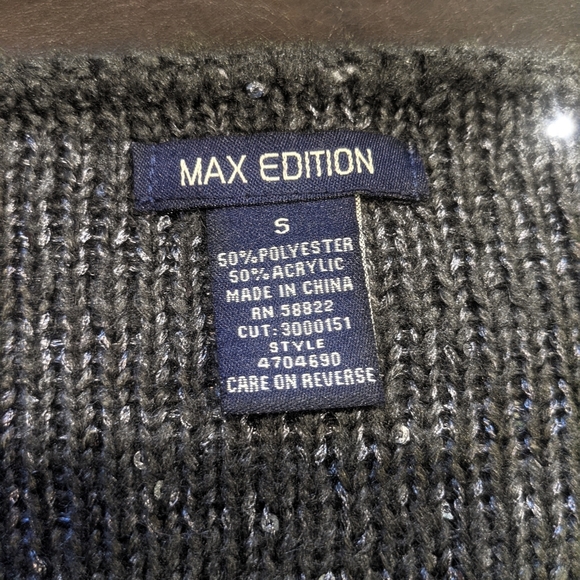 MAX EDITION
S
50%POLYESTER
50%ACRYLIC
MADE IN CHINA
RN 58822
CUT:3000151
STYLE
4704690
CARE ON REVERSE